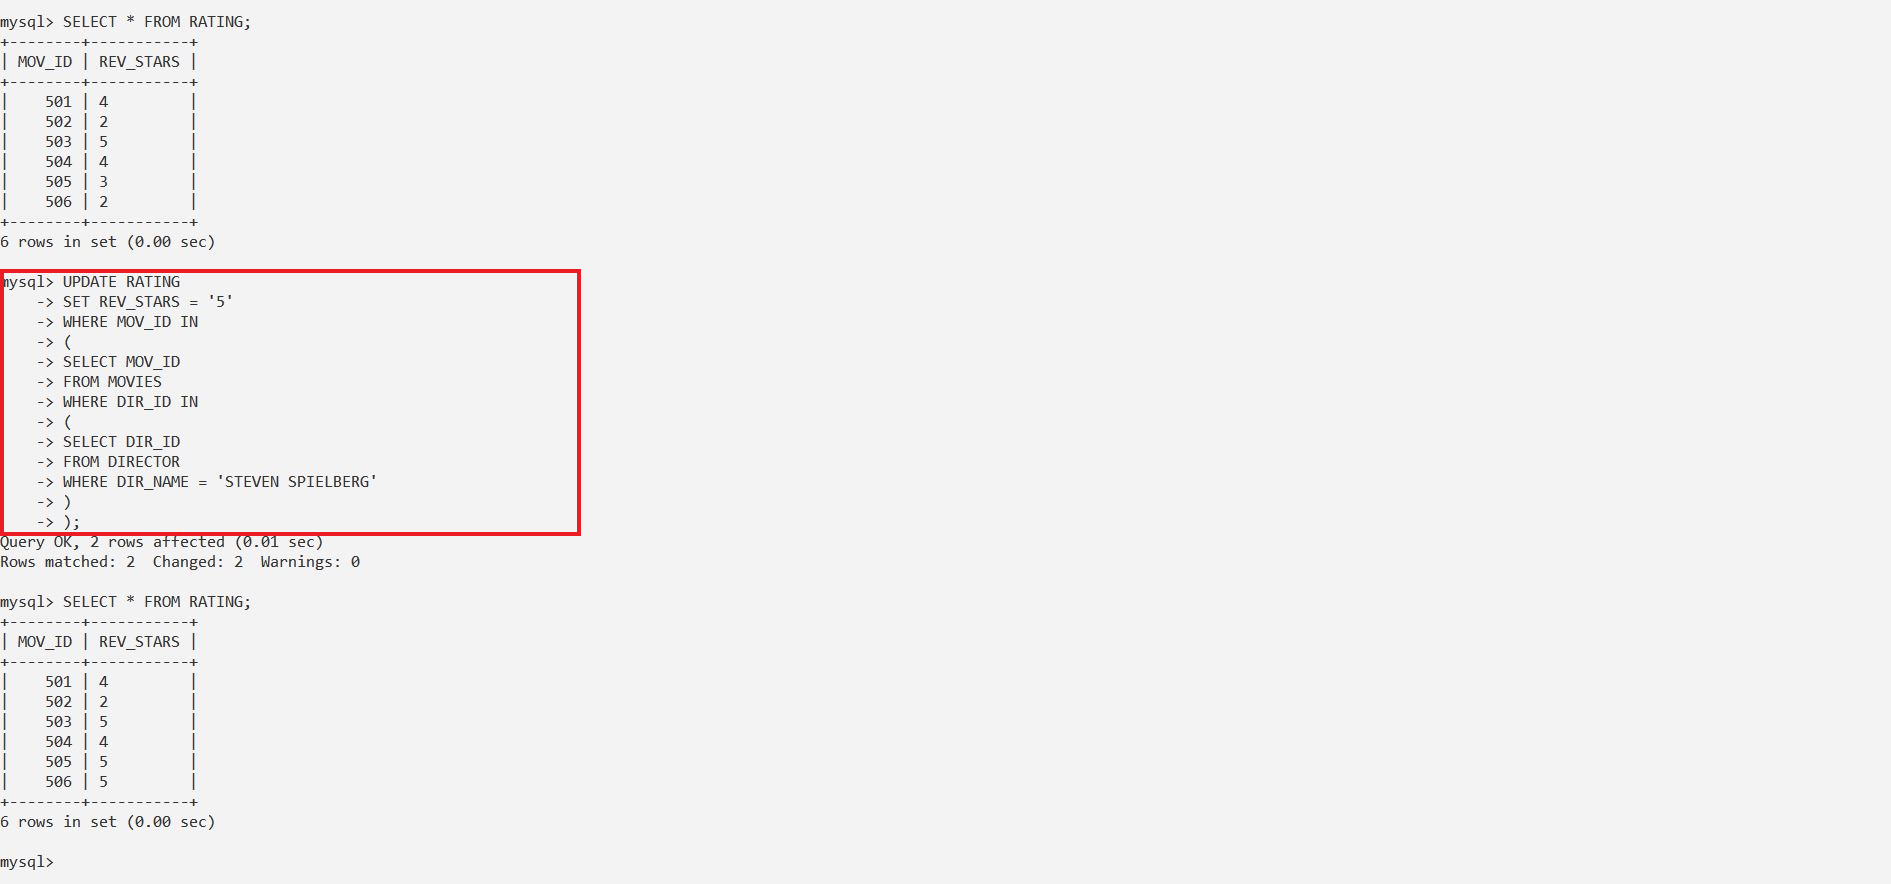 mysql> SELECT * FROM RATING;
+--------+-----------+
| MOV_ID | REV_STARS |
+--------+-----------+
|    501 | 4         |
|    502 | 2         |
|    503 | 5         |
|    504 | 4         |
|    505 | 3         |
|    506 | 2         |
+--------+-----------+
6 rows in set (0.00 sec)

mysql> UPDATE RATING
    -> SET REV_STARS = '5'
    -> WHERE MOV_ID IN
    -> (
    -> SELECT MOV_ID
    -> FROM MOVIES
    -> WHERE DIR_ID IN
    -> (
    -> SELECT DIR_ID
    -> FROM DIRECTOR
    -> WHERE DIR_NAME = 'STEVEN SPIELBERG'
    -> )
    -> );
Query OK, 2 rows affected (0.01 sec)
Rows matched: 2  Changed: 2  Warnings: 0

mysql> SELECT * FROM RATING;
+--------+-----------+
| MOV_ID | REV_STARS |
+--------+-----------+
|    501 | 4         |
|    502 | 2         |
|    503 | 5         |
|    504 | 4         |
|    505 | 5         |
|    506 | 5         |
+--------+-----------+
6 rows in set (0.00 sec)

mysql>